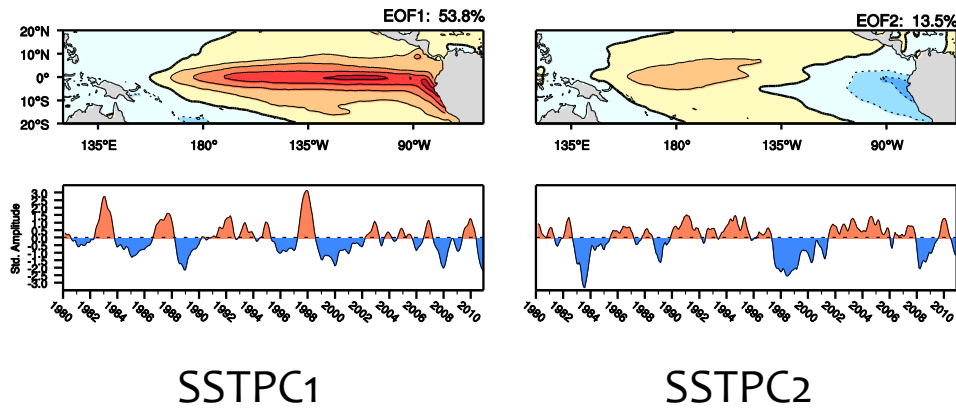 EOF1: 53.8%
20°N
10°N
0°
10°S
20°S
135°E 180° 135°W 90°W
EOF2: 13.5%
135°E 180° 135°W 90°W
Std. Amplitude
3.0
2.5
2.0
1.5
1.0
0.5
0.0
-0.5
-1.0
-1.5
-2.0
-2.5
-3.0
1980 1982 1984 1986 1988 1990 1992 1994 1996 1998 2000 2002 2004 2006 2008 2010
1980 1982 1984 1986 1988 1990 1992 1994 1996 1998 2000 2002 2004 2006 2008 2010
SSTPC1
SSTPC2